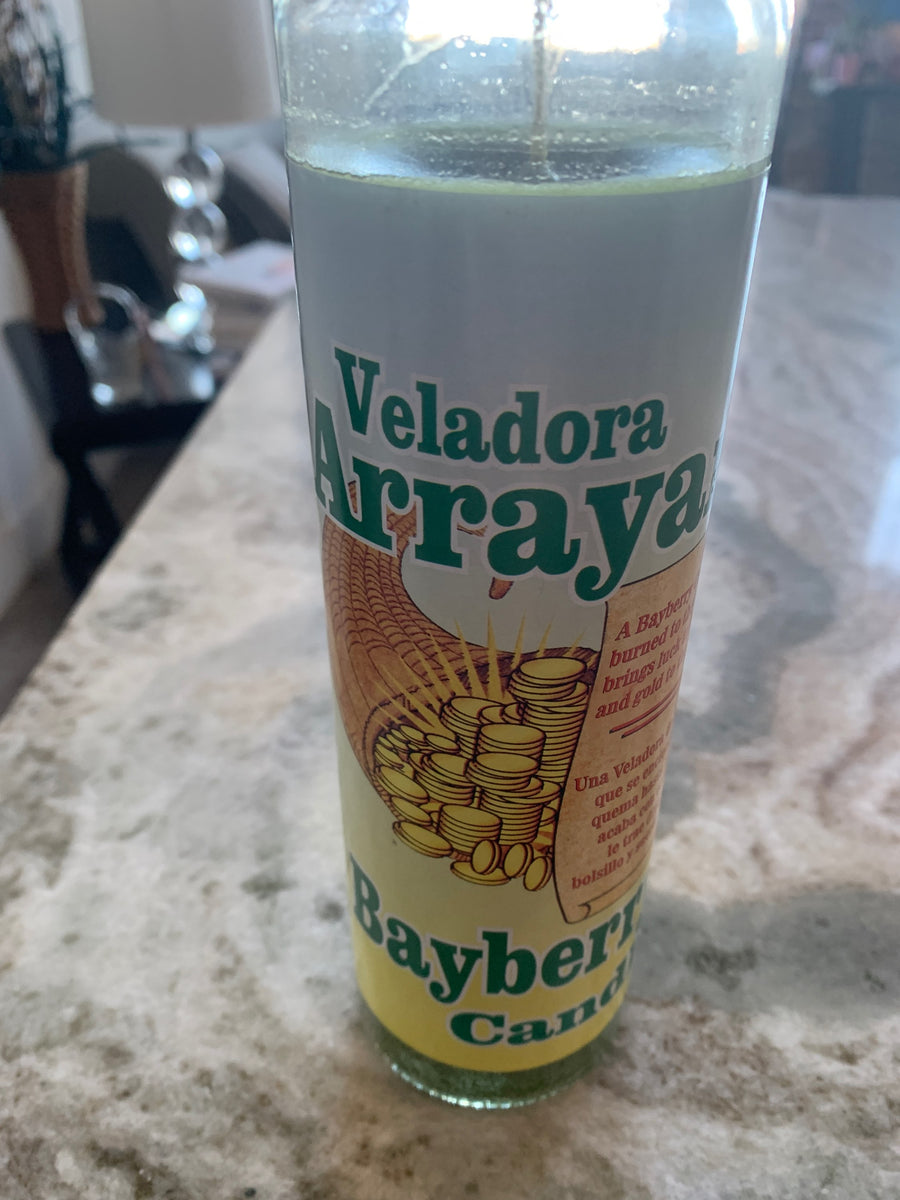 Veladora
Arraya
A Bayberry
burned to
brings luck
and gold to
Una Veladora
que se
quema
acaba
le trae
bolsillo y
Bayberr
Cand